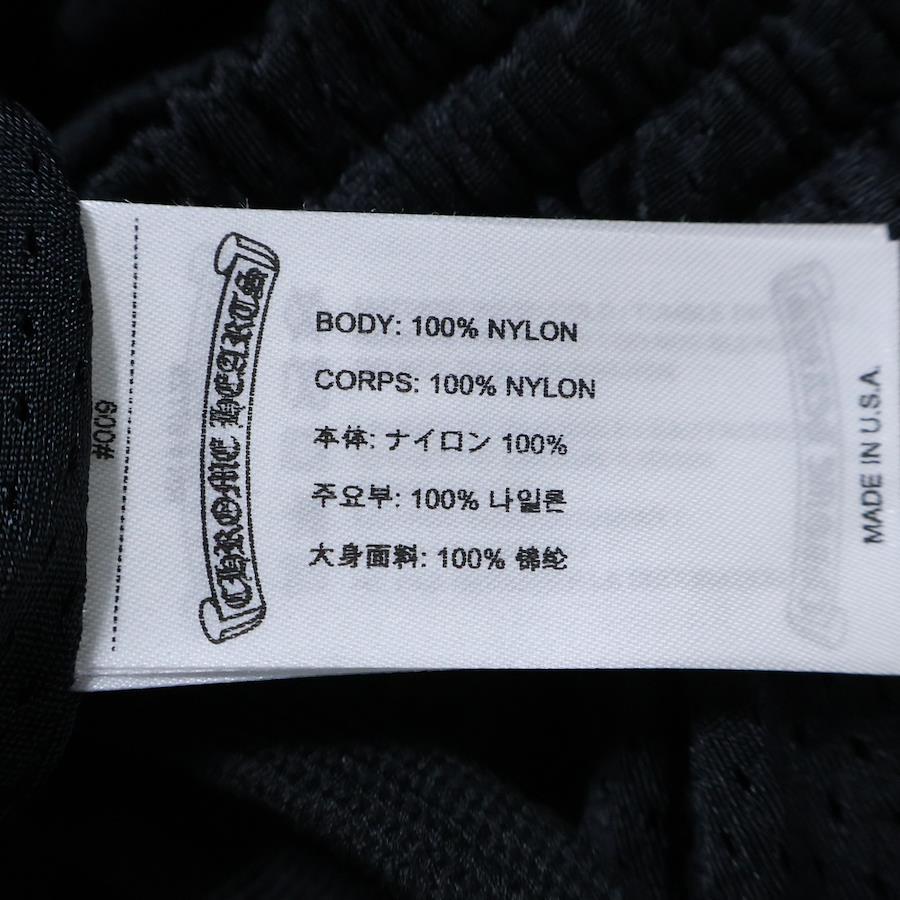 CHROME HEARTS
BODY: 100% NYLON
CORPS: 100% NYLON
本体: ナイロン 100%
주요부: 100% 나일론
大身面料: 100% 锦纶
#009
MADE IN U.S.A.